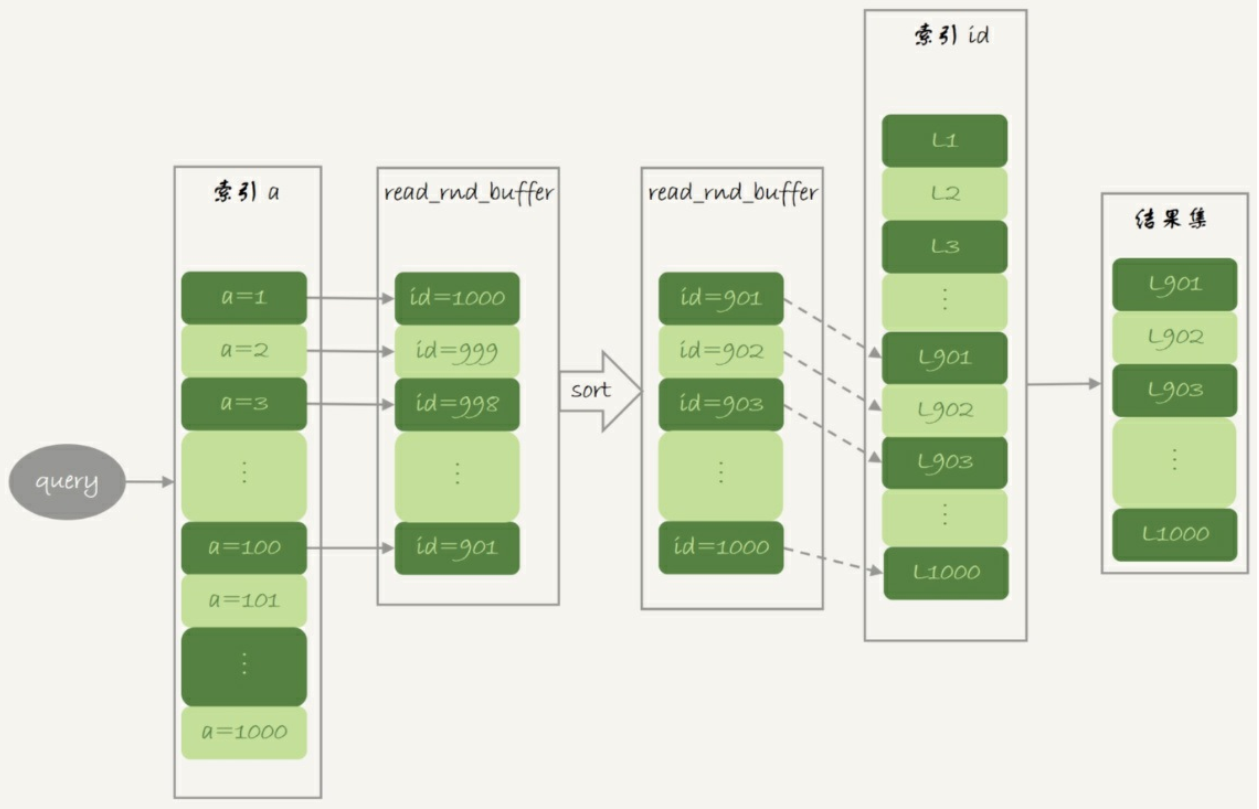 query
索引 a
a=1
a=2
a=3
⋮
a=100
a=101
⋮
a=1000
read_rnd_buffer
id=1000
id=999
id=998
⋮
id=901
sort
read_rnd_buffer
id=901
id=902
id=903
⋮
id=1000
索引 id
L1
L2
L3
⋮
L901
L902
L903
⋮
L1000
结果集
L901
L902
L903
⋮
L1000